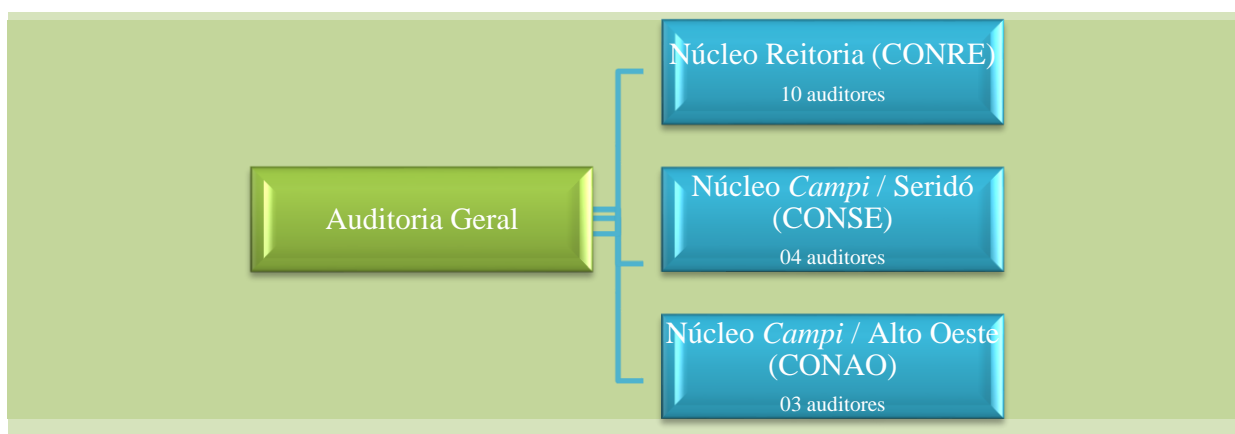 Núcleo Reitoria (CONRE)
10 auditores
Auditoria Geral
Núcleo Campi / Seridó
(CONSE)
04 auditores
Núcleo Campi / Alto Oeste
(CONAO)
03 auditores